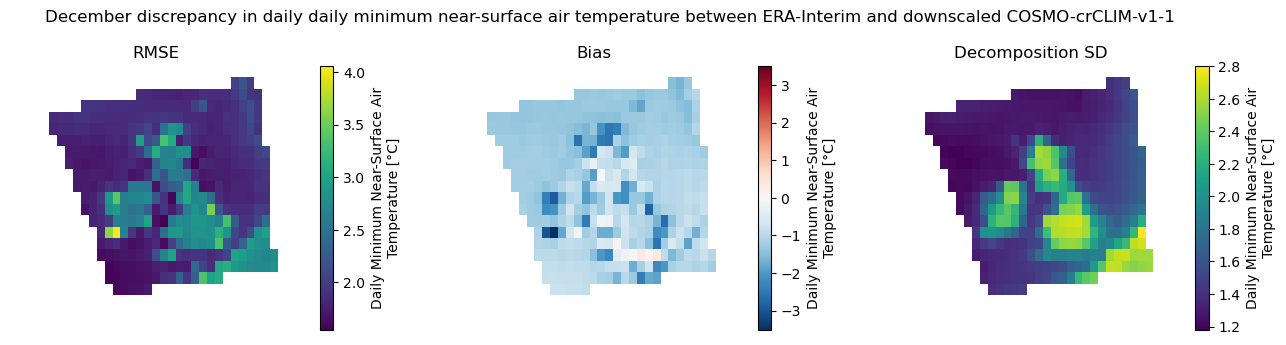 December discrepancy in daily daily minimum near-surface air temperature between ERA-Interim and downscaled COSMO-crCLIM-v1-1
RMSE
4.0
3.5
3.0
2.5
2.0
Daily Minimum Near-Surface Air
Temperature [°C]
Bias
3
2
1
0
−1
−2
−3
Daily Minimum Near-Surface Air
Temperature [°C]
Decomposition SD
2.8
2.6
2.4
2.2
2.0
1.8
1.6
1.4
1.2
Daily Minimum Near-Surface Air
Temperature [°C]